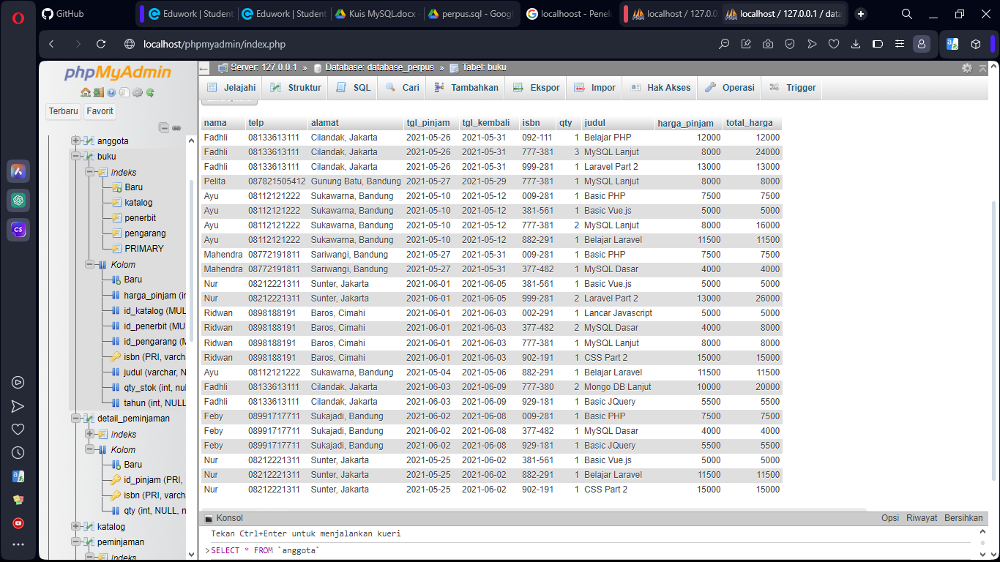 GitHub
Eduwork | Student
Eduwork | Student
Kuis MySQL.docx -
perpus.sql - Googl
localhoost - Penelu
localhost / 127.0.0.
localhost / 127.0.0.1 / data
localhost/phpmyadmin/index.php
phpMyAdmin
Terbaru Favorit
anggota
buku
Indeks
Baru
katalog
penerbit
pengarang
PRIMARY
Kolom
Baru
harga_pinjam (in
id_katalog (MUL
id_penerbit (MU
id_pengarang (M
isbn (PRI, varch
judul (varchar, N
qty_stok (int, nul
tahun (int, NULL
detail_peminjaman
Indeks
Kolom
Baru
id_pinjam (PRI,
isbn (PRI, varch
qty (int, NULL, n
katalog
peminjaman
Indeks
Server: 127.0.0.1 » Database: database_perpus » Tabel: buku
Jelajahi Struktur SQL Cari Tambahkan Ekspor Impor Hak Akses Operasi Trigger
nama telp alamat tgl_pinjam tgl_kembali isbn qty judul harga_pinjam total_harga
Fadhli 08133613111 Cilandak, Jakarta 2021-05-26 2021-05-31 092-111 1 Belajar PHP 12000 12000
Fadhli 08133613111 Cilandak, Jakarta 2021-05-26 2021-05-31 777-381 3 MySQL Lanjut 8000 24000
Fadhli 08133613111 Cilandak, Jakarta 2021-05-26 2021-05-31 999-281 1 Laravel Part 2 13000 13000
Pelita 087821505412 Gunung Batu, Bandung 2021-05-27 2021-05-29 777-381 1 MySQL Lanjut 8000 8000
Ayu 08112121222 Sukawarna, Bandung 2021-05-10 2021-05-12 009-281 1 Basic PHP 7500 7500
Ayu 08112121222 Sukawarna, Bandung 2021-05-10 2021-05-12 381-561 1 Basic Vue.js 5000 5000
Ayu 08112121222 Sukawarna, Bandung 2021-05-10 2021-05-12 777-381 2 MySQL Lanjut 8000 16000
Ayu 08112121222 Sukawarna, Bandung 2021-05-10 2021-05-12 882-291 1 Belajar Laravel 11500 11500
Mahendra 08772191811 Sariwangi, Bandung 2021-05-27 2021-05-31 009-281 1 Basic PHP 7500 7500
Mahendra 08772191811 Sariwangi, Bandung 2021-05-27 2021-05-31 377-482 1 MySQL Dasar 4000 4000
Nur 08212221311 Sunter, Jakarta 2021-06-01 2021-06-05 381-561 1 Basic Vue.js 5000 5000
Nur 08212221311 Sunter, Jakarta 2021-06-01 2021-06-05 999-281 2 Laravel Part 2 13000 26000
Ridwan 0898188191 Baros, Cimahi 2021-06-01 2021-06-03 002-291 1 Lancar Javascript 5000 5000
Ridwan 0898188191 Baros, Cimahi 2021-06-01 2021-06-03 377-482 2 MySQL Dasar 4000 8000
Ridwan 0898188191 Baros, Cimahi 2021-06-01 2021-06-03 777-381 1 MySQL Lanjut 8000 8000
Ridwan 0898188191 Baros, Cimahi 2021-06-01 2021-06-03 902-191 1 CSS Part 2 15000 15000
Ayu 08112121222 Sukawarna, Bandung 2021-05-04 2021-05-06 882-291 1 Belajar Laravel 11500 11500
Fadhli 08133613111 Cilandak, Jakarta 2021-06-03 2021-06-09 777-380 2 Mongo DB Lanjut 10000 20000
Fadhli 08133613111 Cilandak, Jakarta 2021-06-03 2021-06-09 929-181 1 Basic JQuery 5500 5500
Feby 08991717711 Sukajadi, Bandung 2021-06-02 2021-06-08 009-281 1 Basic PHP 7500 7500
Feby 08991717711 Sukajadi, Bandung 2021-06-02 2021-06-08 377-482 1 MySQL Dasar 4000 4000
Feby 08991717711 Sukajadi, Bandung 2021-06-02 2021-06-08 929-181 1 Basic JQuery 5500 5500
Nur 08212221311 Sunter, Jakarta 2021-05-25 2021-06-02 381-561 1 Basic Vue.js 5000 5000
Nur 08212221311 Sunter, Jakarta 2021-05-25 2021-06-02 882-291 1 Belajar Laravel 11500 11500
Nur 08212221311 Sunter, Jakarta 2021-05-25 2021-06-02 902-191 1 CSS Part 2 15000 15000
Konsol Opsi Riwayat Bersihkan
Tekan Ctrl+Enter untuk menjalankan kueri
>SELECT * FROM `anggota`